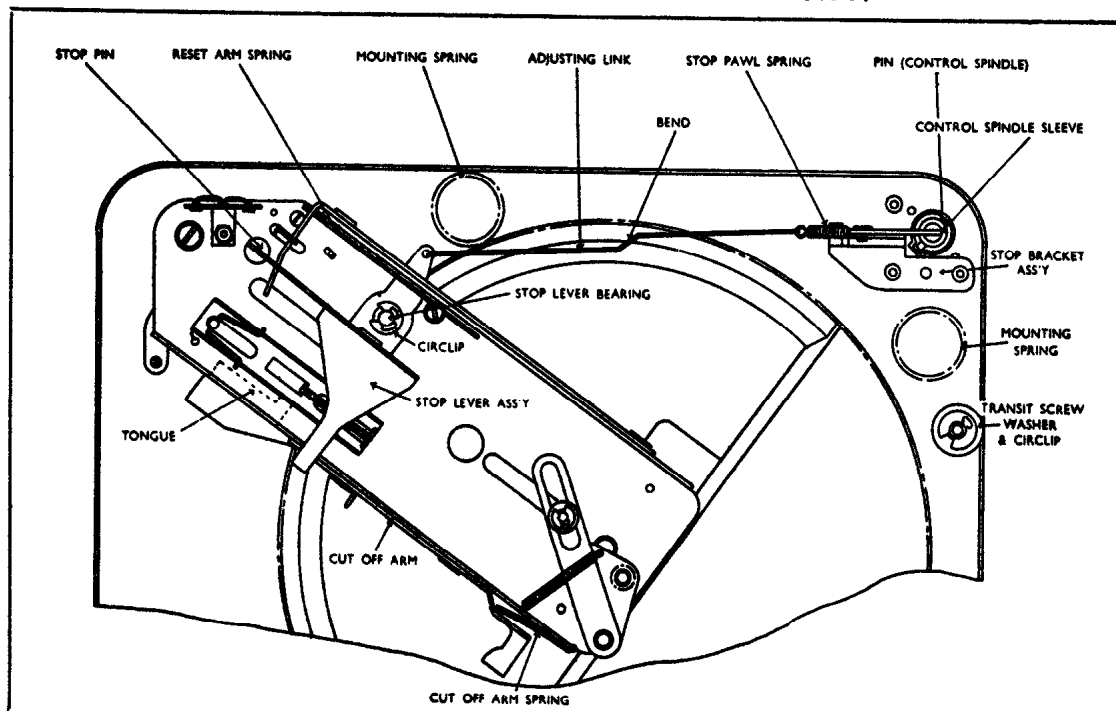 STOP PIN
RESET ARM SPRING
MOUNTING SPRING
ADJUSTING LINK
STOP PAWL SPRING
PIN (CONTROL SPINDLE)
BEND
CONTROL SPINDLE SLEEVE
STOP BRACKET
ASS'Y
STOP LEVER BEARING
CIRCLIP
MOUNTING
SPRING
STOP LEVER ASS'Y
TRANSIT SCREW
WASHER
& CIRCLIP
TONGUE
CUT OFF ARM
CUT OFF ARM SPRING